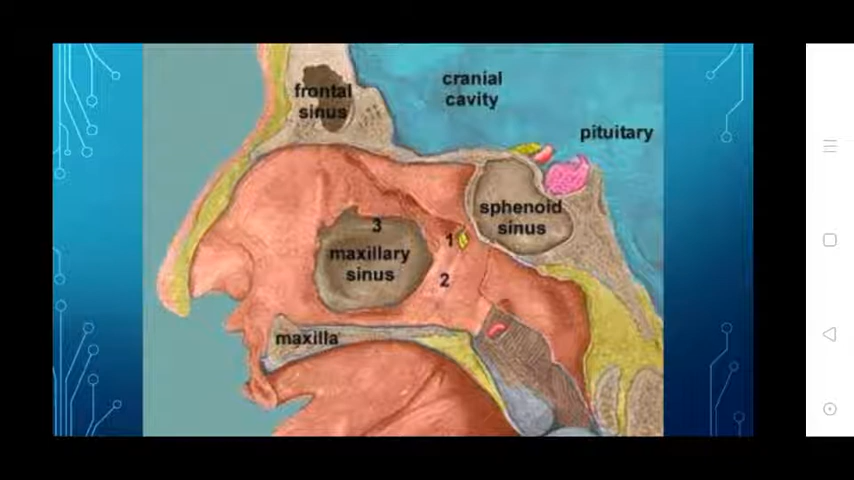 frontal
sinus
cranial
cavity
pituitary
sphenoid
sinus
3
maxillary
sinus
1
2
maxilla